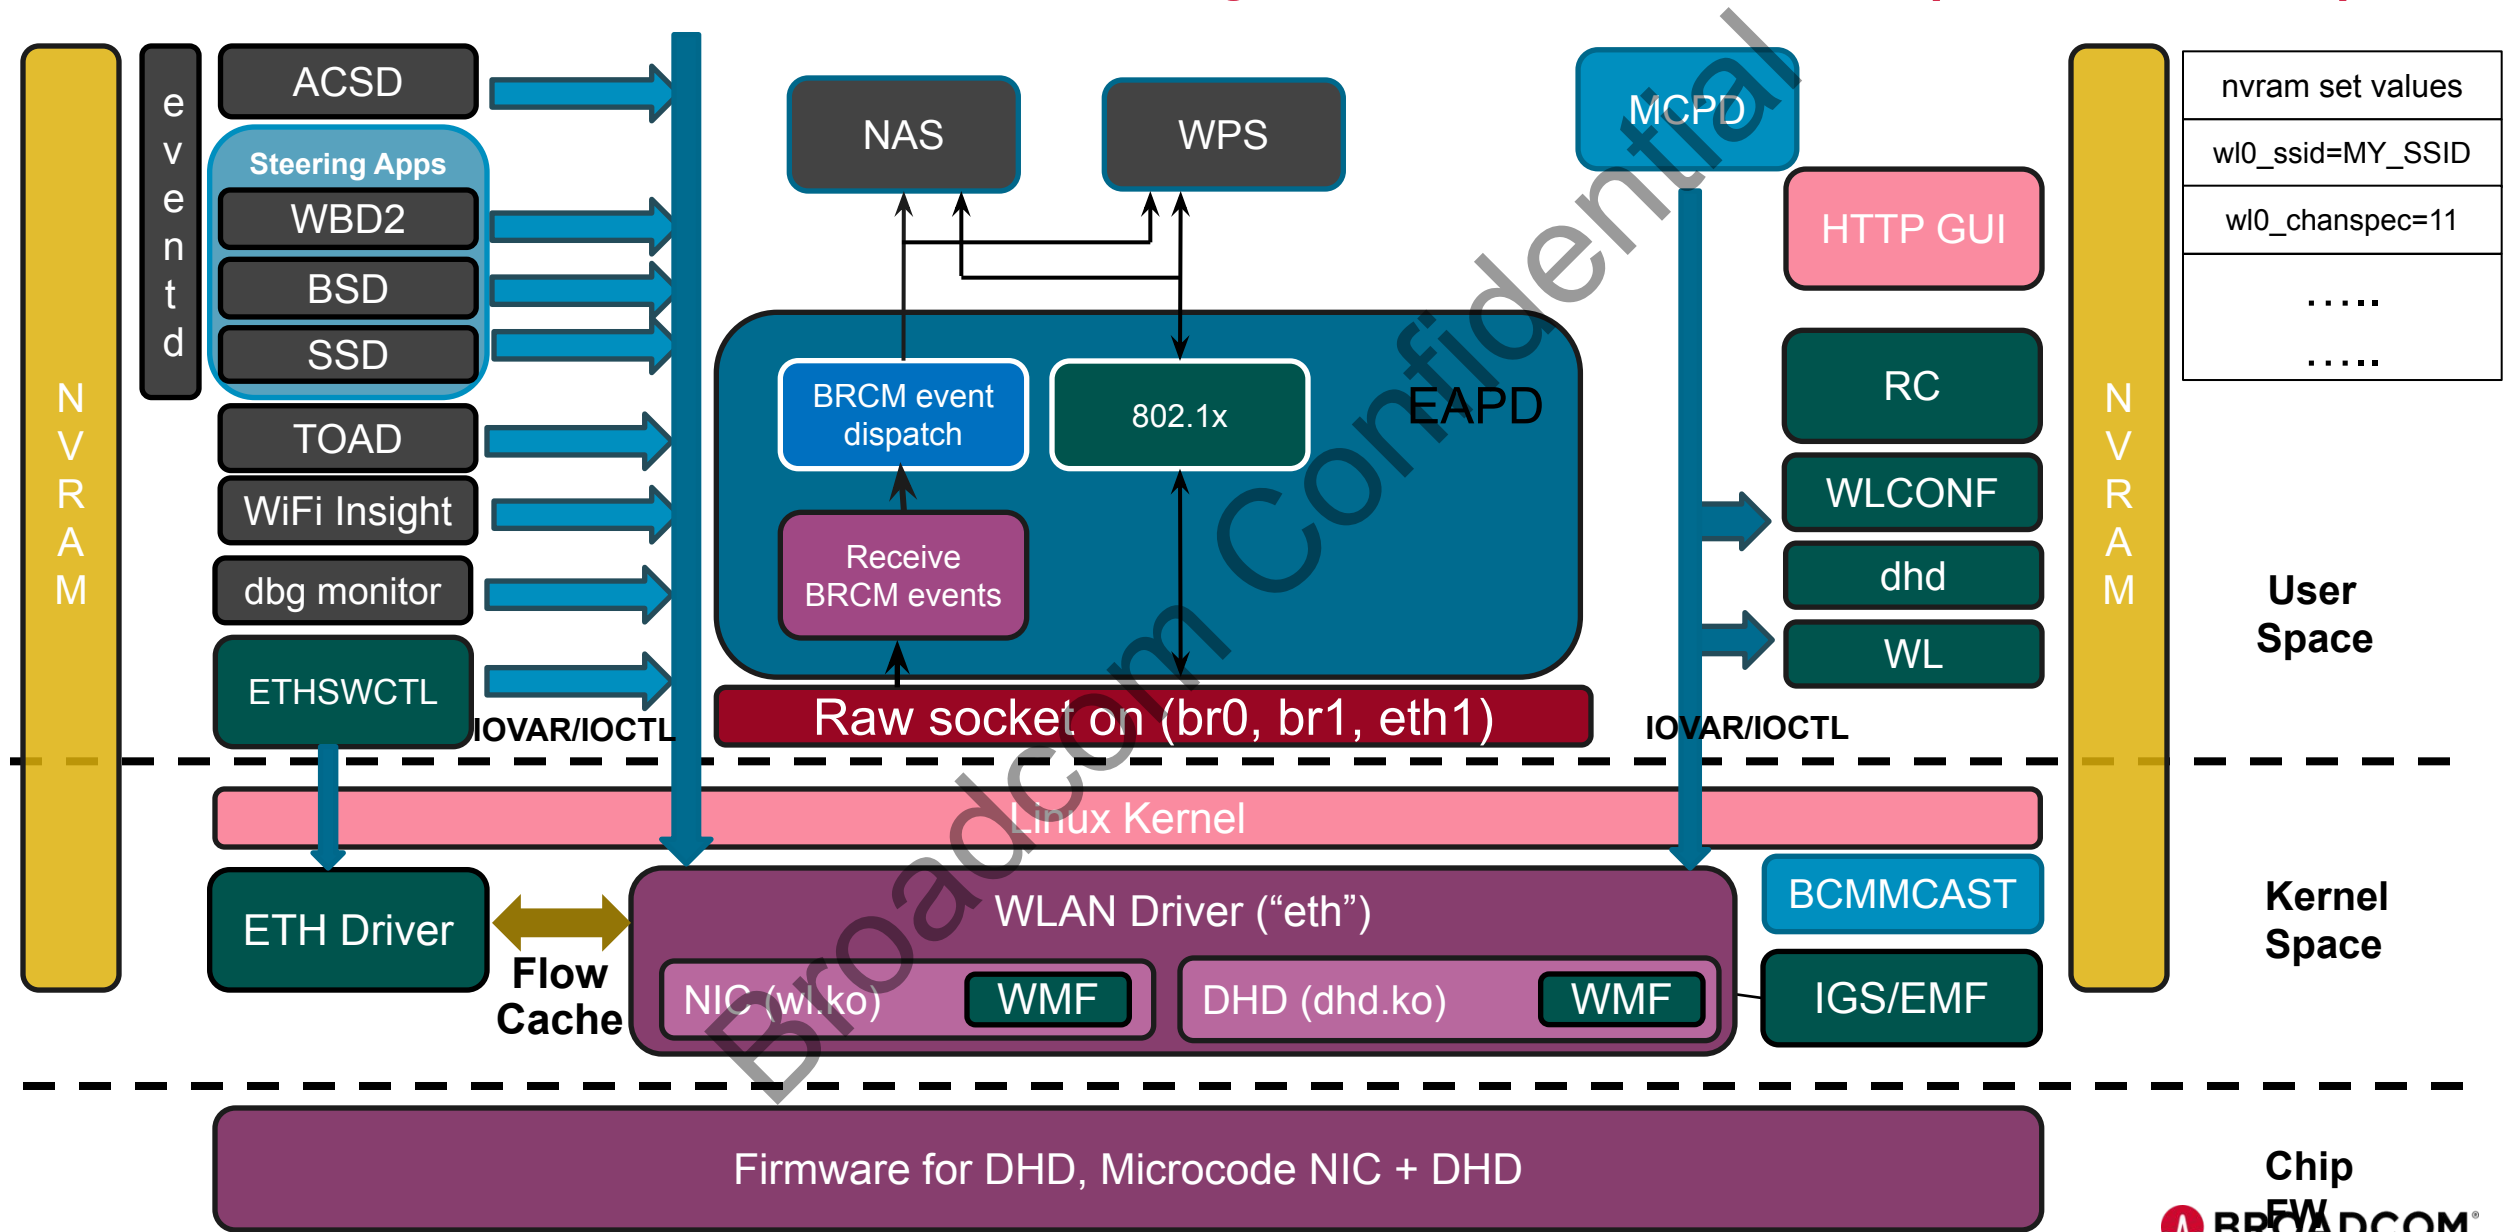 NVRAM
eventd
ACSD
Steering Apps
WBD2
BSD
SSD
TOAD
WiFi Insight
dbg monitor
ETHSWCTL
IOVAR/IOCTL
NAS
WPS
BRCM event
dispatch
802.1x
EAPD
Receive
BRCM events
Raw socket on (br0, br1, eth1)
MCPD
HTTP GUI
RC
WLCONF
dhd
WL
IOVAR/IOCTL
NVRAM
nvram set values
wl0_ssid=MY_SSID
wl0_chanspec=11
.....
.....
User
Space
Linux Kernel
ETH Driver
Flow
Cache
WLAN Driver (“eth”)
NIC (wl.ko)
WMF
DHD (dhd.ko)
WMF
BCMMCAST
IGS/EMF
Kernel
Space
Firmware for DHD, Microcode NIC + DHD
Chip
FW
BROADCOM®
Broadcom Confidential